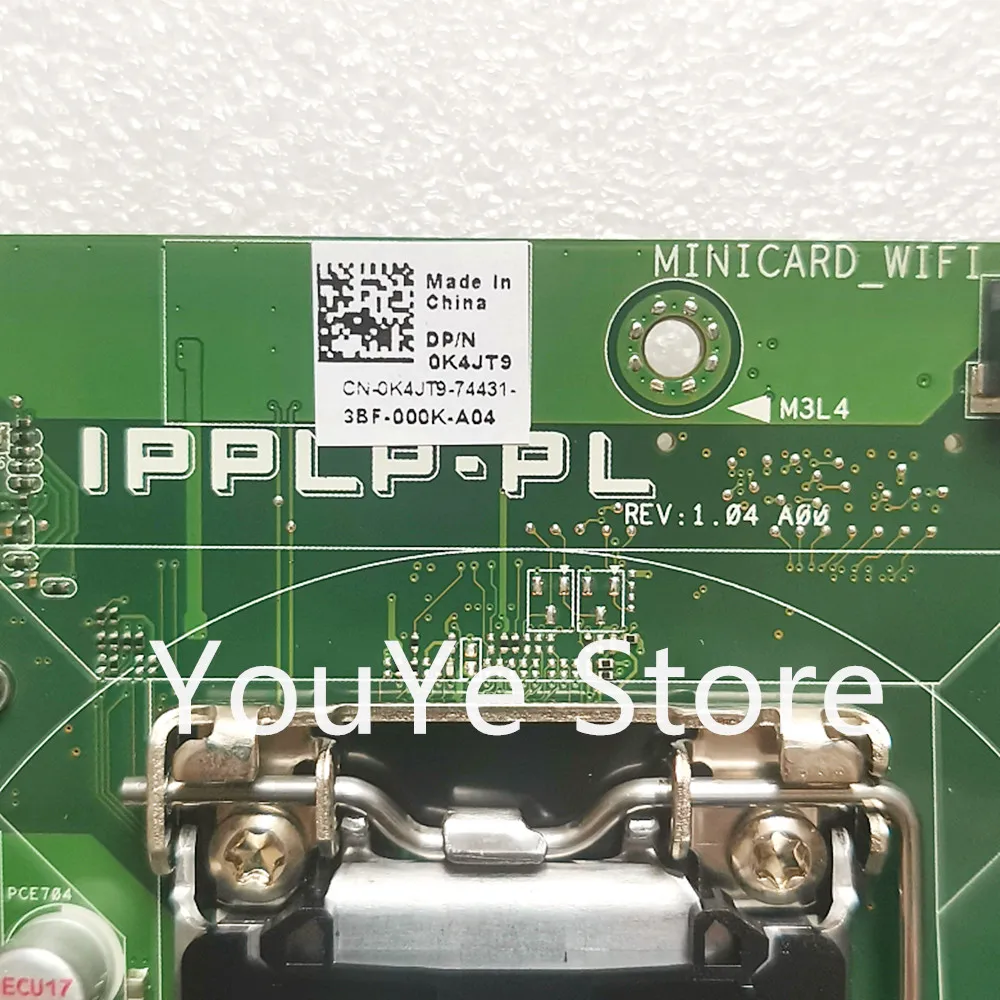 MINICARD_WIFI
Made In
China
DP/N
0K4JT9
CN-0K4JT9-74431-
3BF-000K-A04
M3L4
IPPLP-PL
REV:1.04 A00
YouYe Store
PCE704
ECU17